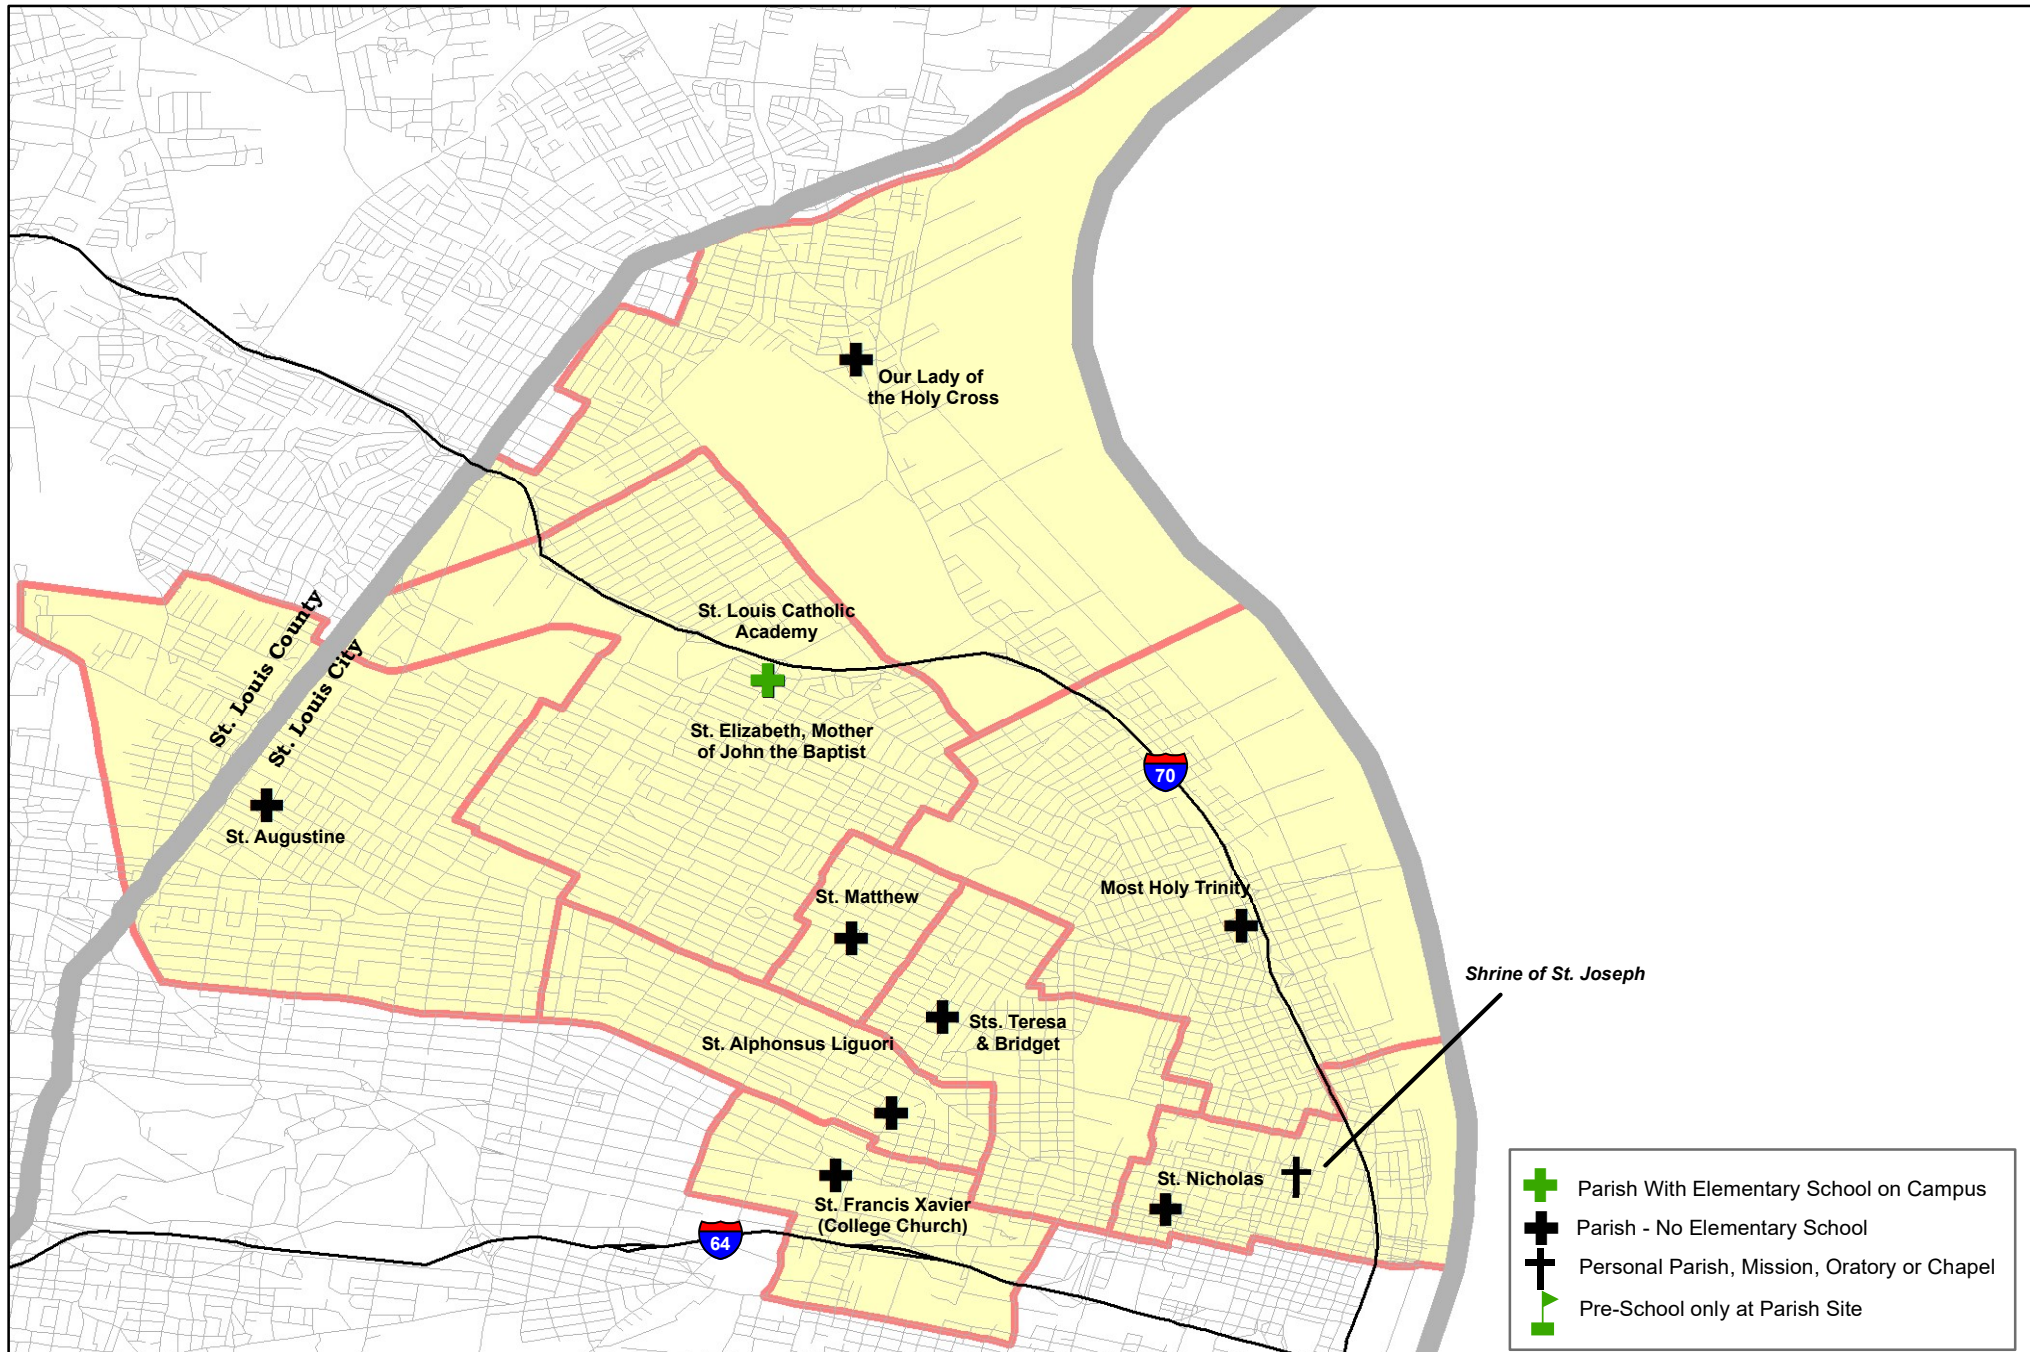 Our Lady of
the Holy Cross
St. Louis Catholic
Academy
St. Louis County
St. Louis City
St. Elizabeth, Mother
of John the Baptist
70
St. Augustine
St. Matthew
Most Holy Trinity
Shrine of St. Joseph
Sts. Teresa
& Bridget
St. Alphonsus Liguori
St. Nicholas
St. Francis Xavier
(College Church)
64
Parish With Elementary School on Campus
Parish - No Elementary School
Personal Parish, Mission, Oratory or Chapel
Pre-School only at Parish Site